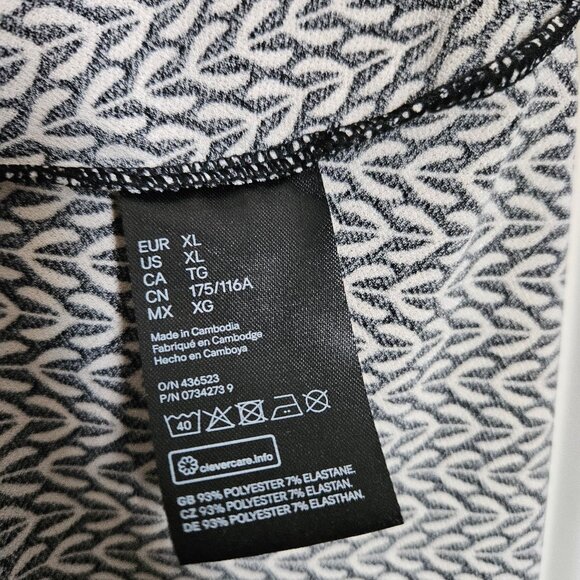 EUR XL
US XL
CA TG
CN 175/116A
MX XG
Made in Cambodia
Fabriqué en Cambodge
Hecho en Camboya
O/N 436523
P/N 0734273 9
40
clevercare.info
GB 93% POLYESTER 7% ELASTANE.
CZ 93% POLYESTER 7% ELASTAN.
DE 93% POLYESTER 7% ELASTHAN.